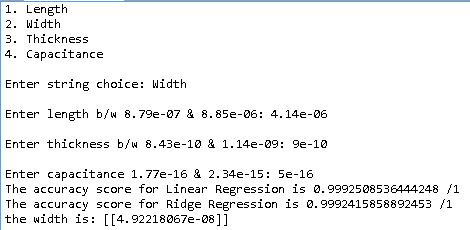 1. Length
2. Width
3. Thickness
4. Capacitance
Enter string choice: Width
Enter length b/w 8.79e-07 & 8.85e-06: 4.14e-06
Enter thickness b/w 8.43e-10 & 1.14e-09: 9e-10
Enter capacitance 1.77e-16 & 2.34e-15: 5e-16
The accuracy score for Linear Regression is 0.9992508536444248 /1
The accuracy score for Ridge Regression is 0.9992415858892453 /1
the width is: [[4.92218067e-08]]